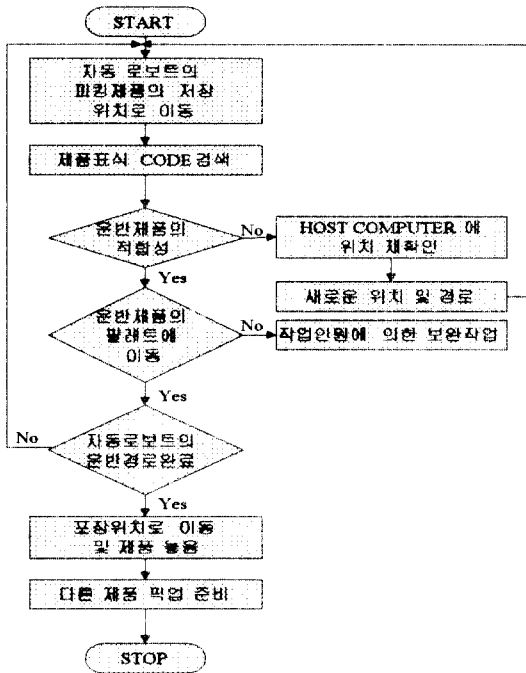 START
자동 로보트의
피킹제품의 저장
위치로 이동
제품표식 CODE 검색
운반제품의
적합성
No
HOST COMPUTER 에
위치 재확인
Yes
새로운 위치 및 경로
운반제품의
팔레트에
이동
No
작업인원에 의한 보완작업
Yes
자동로보트의
운반경로완료
No
Yes
포장위치로 이동
및 제품 놓음
다른 제품 픽업 준비
STOP